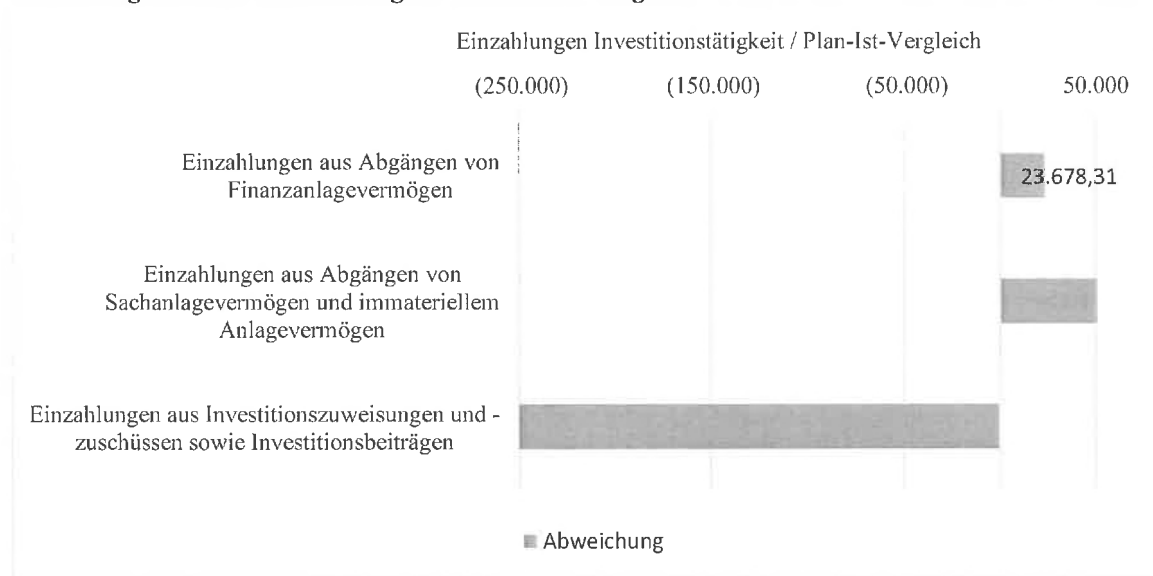 Einzahlungen Investitionstätigkeit / Plan-Ist-Vergleich
(250.000) (150.000) (50.000) 50.000
Einzahlungen aus Abgängen von
Finanzanlagevermögen
23.678,31
Einzahlungen aus Abgängen von
Sachanlagevermögen und immateriellem
Anlagevermögen
Einzahlungen aus Investitionszuweisungen und -
zuschüssen sowie Investitionsbeiträgen
Abweichung